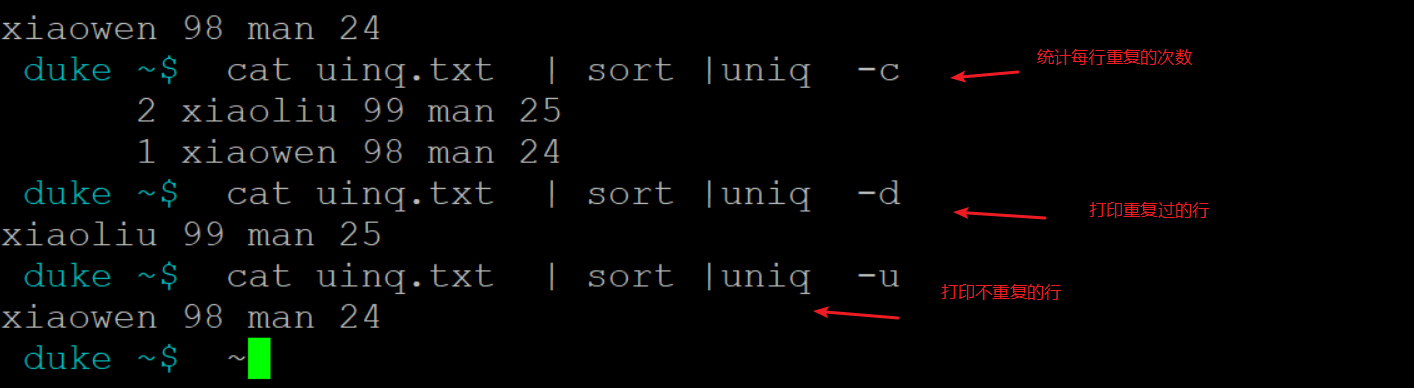 xiaowen 98 man 24
duke ~$  cat uinq.txt  | sort |uniq  -c
统计每行重复的次数
2 xiaoliu 99 man 25
1 xiaowen 98 man 24
duke ~$  cat uinq.txt  | sort |uniq  -d
打印重复过的行
xiaoliu 99 man 25
duke ~$  cat uinq.txt  | sort |uniq  -u
打印不重复的行
xiaowen 98 man 24
duke ~$  ~